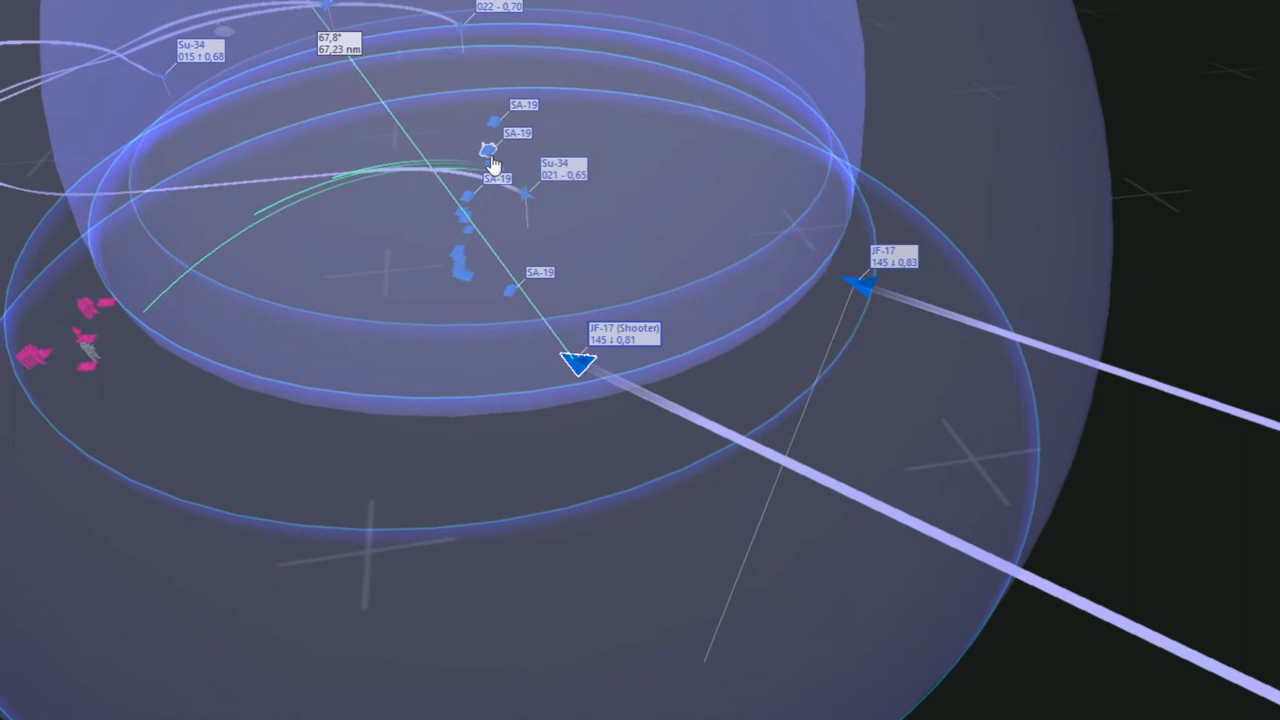 022 - 0,70
67,8°
67,23 nm
Su-34
015 ↑ 0,68
SA-19
SA-19
Su-34
021 - 0,65
SA-19
JF-17
145 ↓ 0,83
SA-19
JF-17 (Shooter)
145 ↓ 0,81